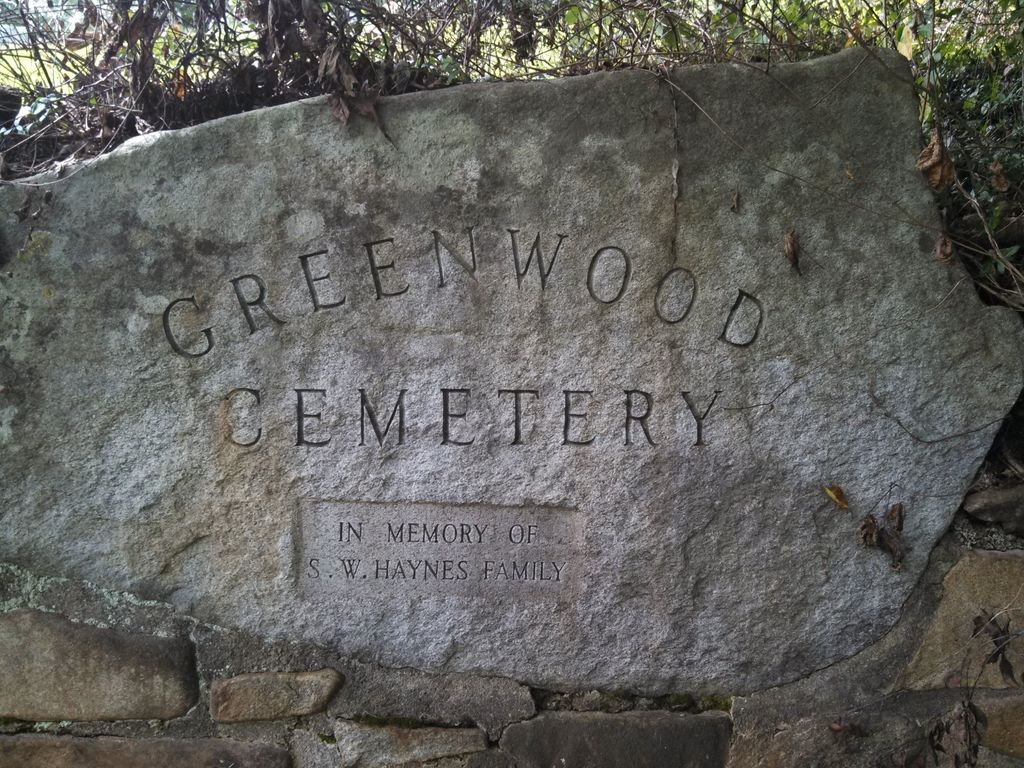 GREENWOOD
CEMETERY
IN MEMORY OF
S. W. HAYNES FAMILY